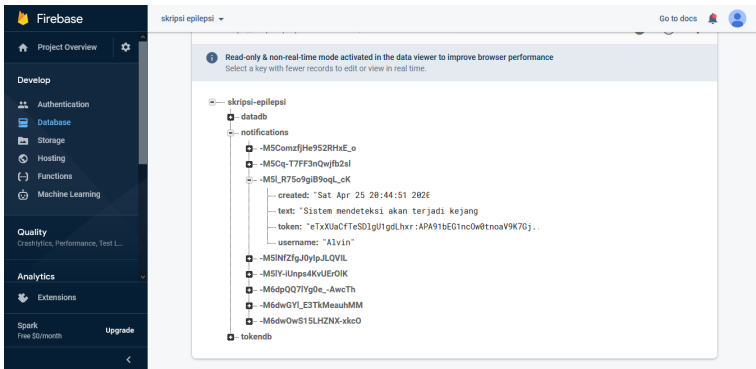 Firebase
skripsi epilepsi
Go to docs
Project Overview
Read-only & non-real-time mode activated in the data viewer to improve browser performance
Select a key with fewer records to edit or view in real time.
Develop
Authentication
Database
Storage
Hosting
Functions
Machine Learning
Quality
Crashlytics, Performance, Test L...
Analytics
Extensions
Spark
Free $0/month
Upgrade
skripsi-epilepsi
datadb
notifications
-M5ComzfjHe952RHxE_o
-M5Cq-T7FF3nQwjfb2sl
-M5l_R75o9giB9oqL_cK
created: "Sat Apr 25 20:44:51 2026
text: "Sistem mendeteksi akan terjadi kejang
token: "eTxXUaCfTeSDlgU1gdLhxr:APA91bEG1ncOw0tnoaV9K7Gj..
username: "Alvin"
-M5lNfZfgJ0yIpJLQVIL
-M5lY-iUnps4KvUErOlK
-M6dpQQ7lYg0e_-AwcTh
-M6dwGYl_E3TkMeauhMM
-M6dwOwS15LHZNX-xkcO
tokendb